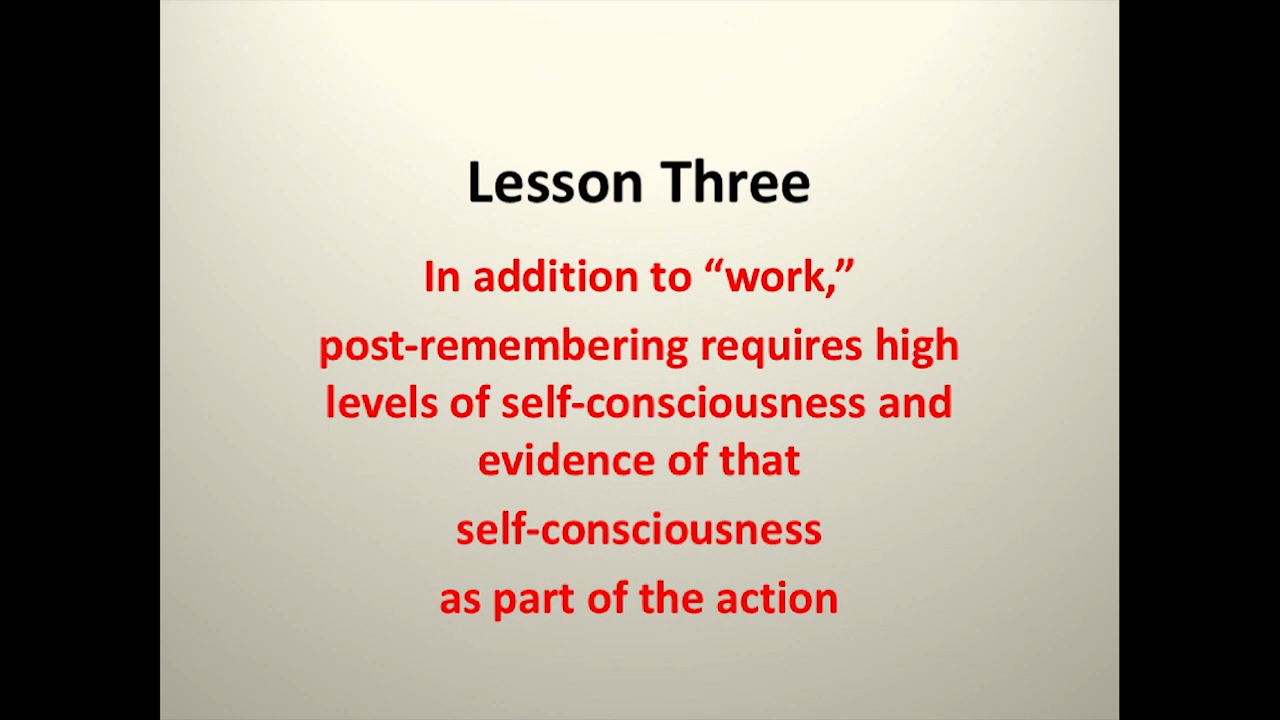 Lesson Three
In addition to “work,”
post-remembering requires high
levels of self-consciousness and
evidence of that
self-consciousness
as part of the action